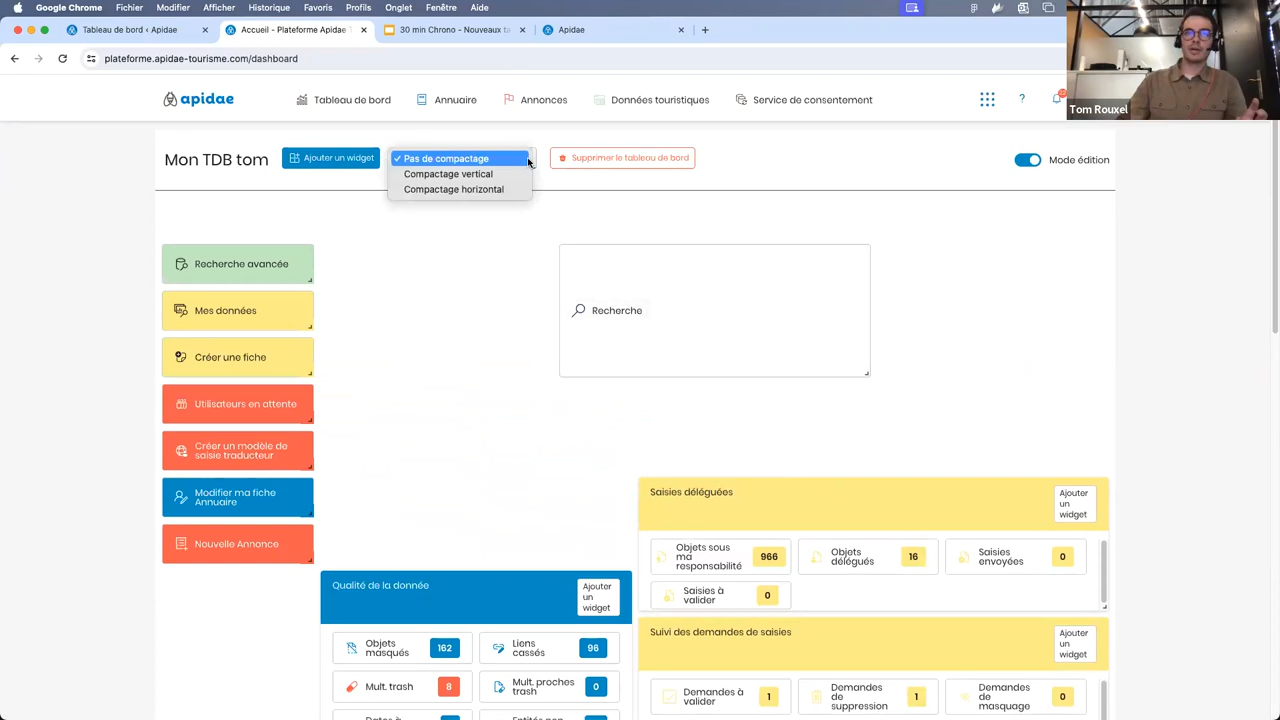 Google Chrome Fichier Modifier Affichage Historique Favoris Profils Onglet Fenêtre Aide
Tableau de bord ‹ Apidae
Accueil - Plateforme Apidae T
30 min Chrono - Nouveaux ta
Apidae
plateforme.apidae-tourisme.com/dashboard
Tom Rouxel
apidae Tableau de bord Annuaire Annonces Données touristiques Service de consentement ?
Mon TDB tom
Ajouter un widget
✓ Pas de compactage
Compactage vertical
Compactage horizontal
Supprimer le tableau de bord
Mode édition
Recherche avancée
Mes données
Créer une fiche
Utilisateurs en attente
Créer un modèle de
saisie traducteur
Modifier ma fiche
Annuaire
Nouvelle Annonce
Recherche
Saisies déléguées
Ajouter
un
widget
Objets sous
ma
responsabilité
966
Objets
délégués
16
Saisies
envoyées
0
Saisies à
valider
0
Qualité de la donnée
Ajouter
un
widget
Objets
masqués
162
Liens
cassés
96
Mult. trash
8
Mult. proches
trash
0
Suivi des demandes de saisies
Ajouter
un
widget
Demandes à
valider
1
Demandes
de
suppression
1
Demandes
de
masquage
0